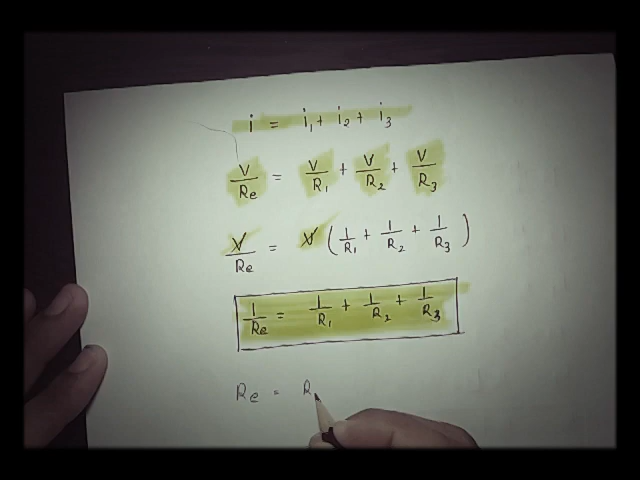 i = i₁ + i₂ + i₃
V/Re = V/R₁ + V/R₂ + V/R₃
V/Re = V (1/R₁ + 1/R₂ + 1/R₃)
1/Re = 1/R₁ + 1/R₂ + 1/R₃
Re = R